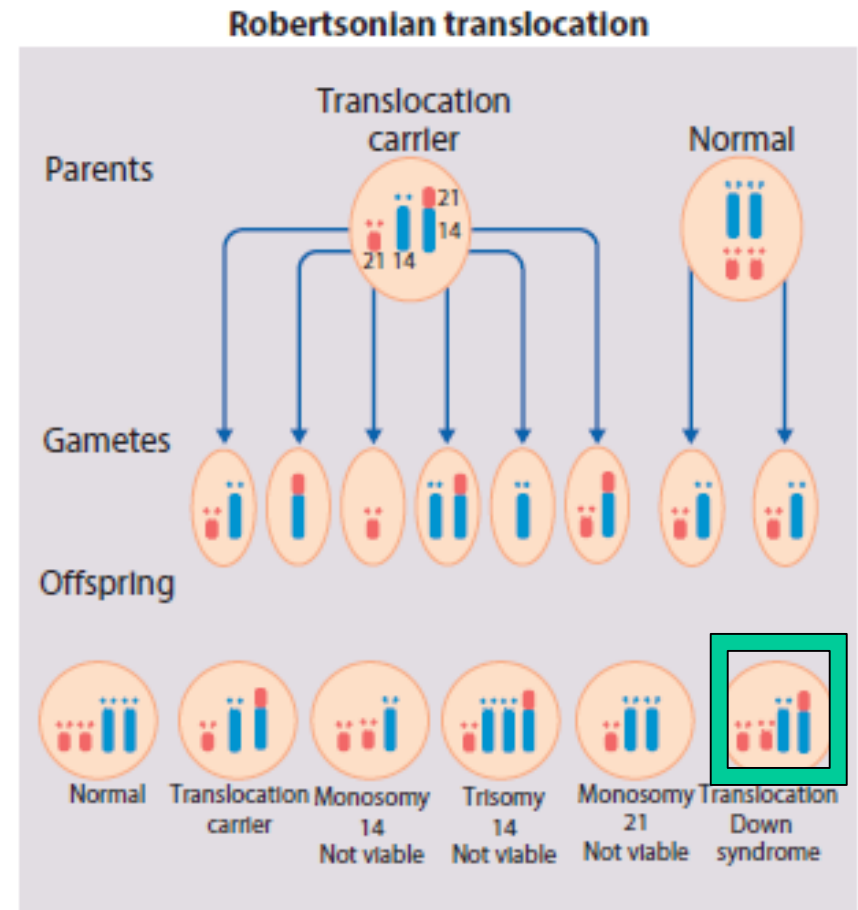 Robertsonian translocation
Translocation
carrier
Normal
Parents
21
14
21 14
Gametes
Offspring
Normal
Translocation
carrier
Monosomy
14
Not viable
Trisomy
14
Not viable
Monosomy
21
Not viable
Translocation
Down
syndrome